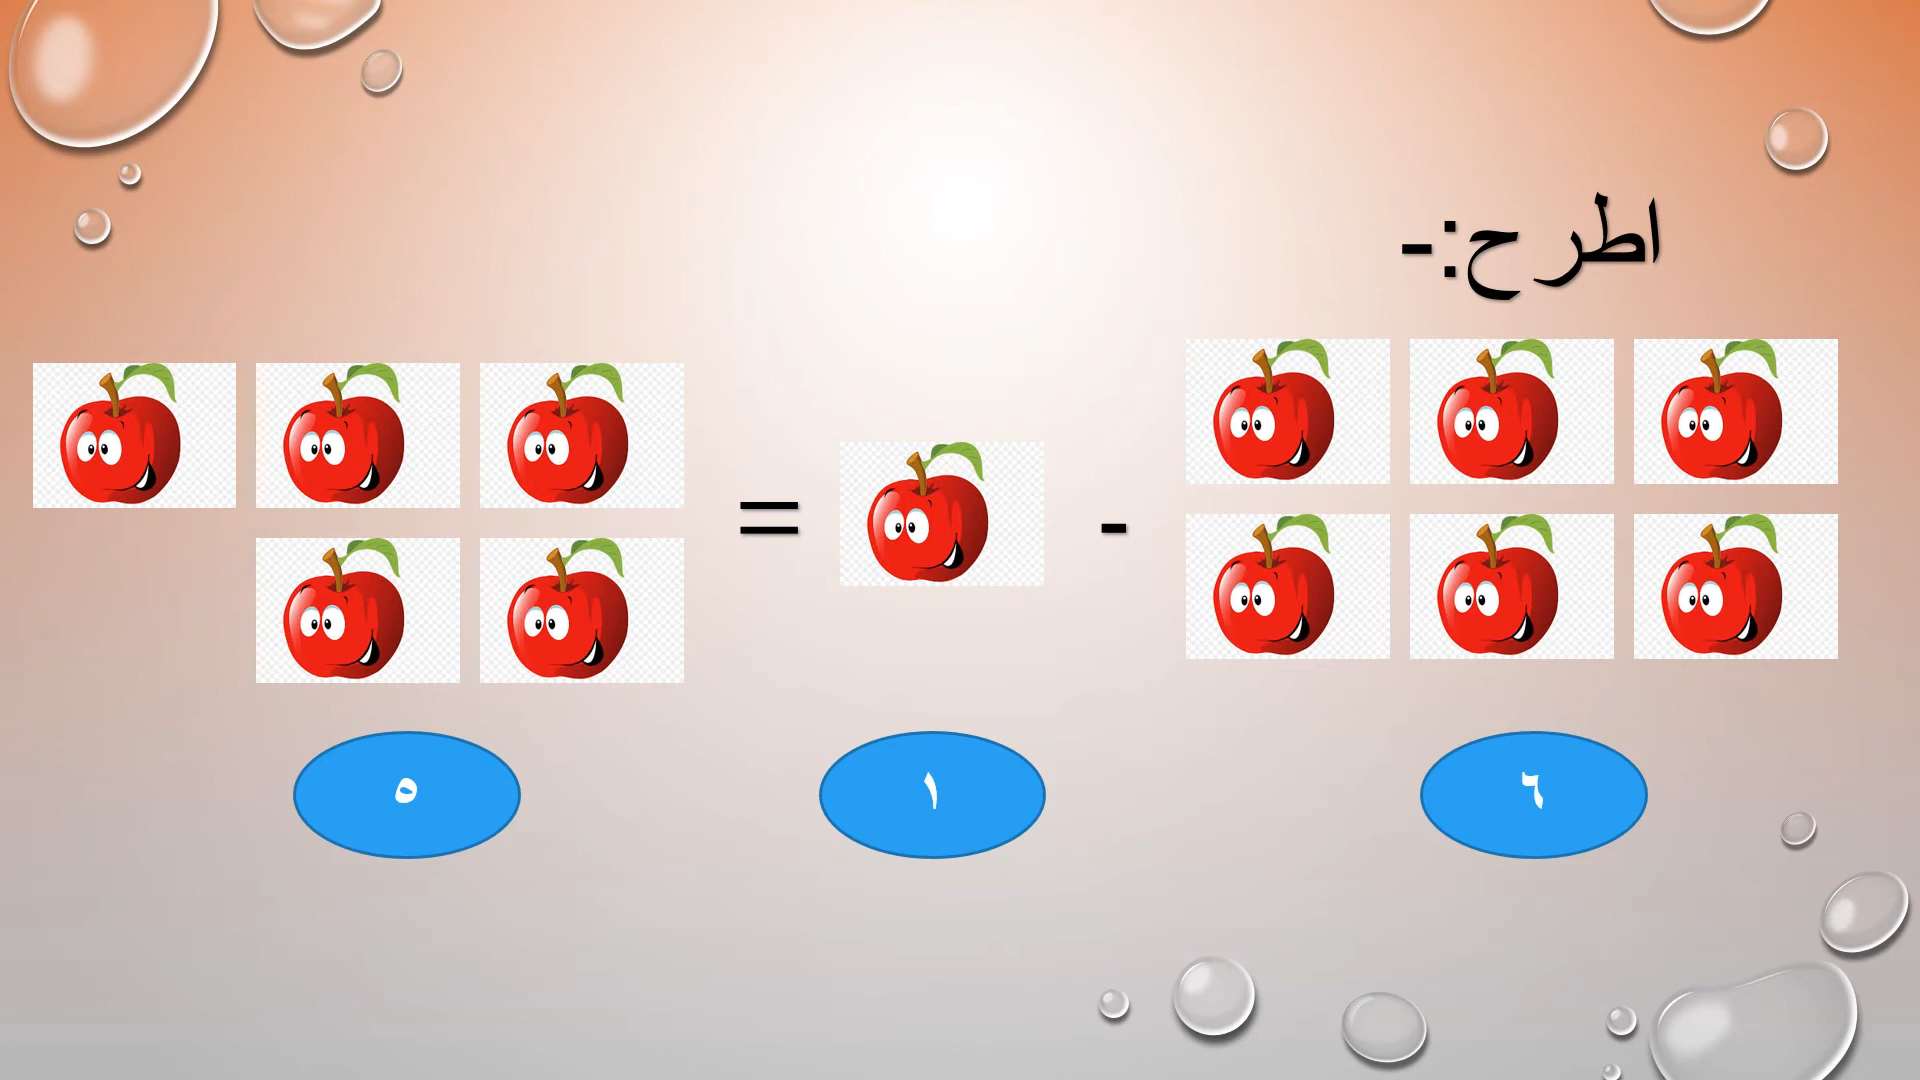 اطرح:-
- =
٦ ١ ٥